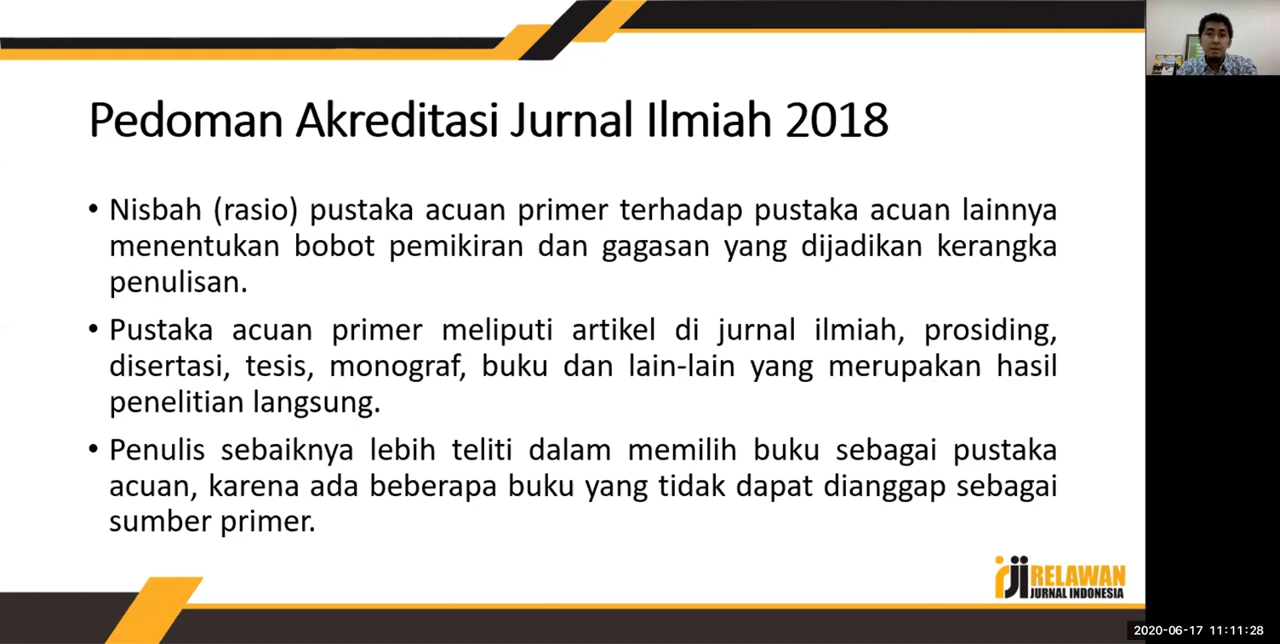 Pedoman Akreditasi Jurnal Ilmiah 2018
• Nisbah (rasio) pustaka acuan primer terhadap pustaka acuan lainnya
menentukan bobot pemikiran dan gagasan yang dijadikan kerangka
penulisan.
• Pustaka acuan primer meliputi artikel di jurnal ilmiah, prosiding,
disertasi, tesis, monograf, buku dan lain-lain yang merupakan hasil
penelitian langsung.
• Penulis sebaiknya lebih teliti dalam memilih buku sebagai pustaka
acuan, karena ada beberapa buku yang tidak dapat dianggap sebagai
sumber primer.
rji RELAWAN
JURNAL INDONESIA
2020-06-17 11:11:28